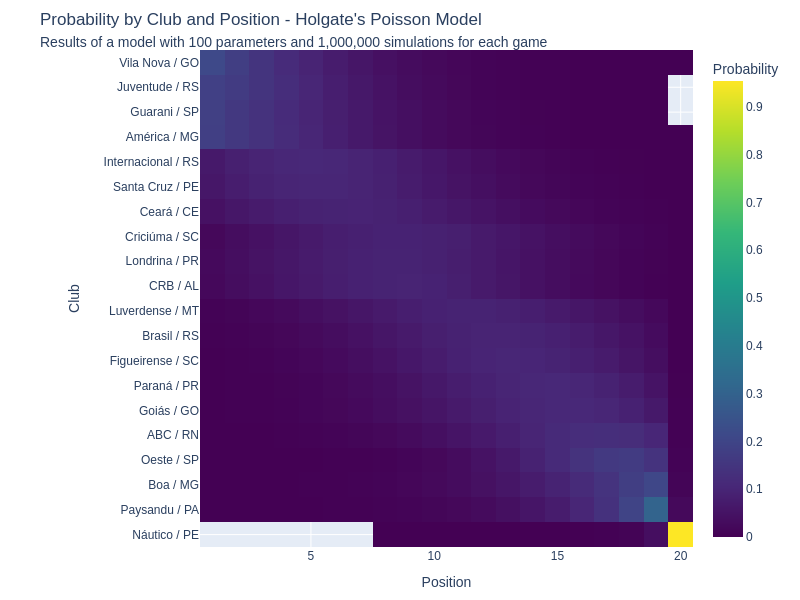 Probability by Club and Position - Holgate's Poisson Model
Results of a model with 100 parameters and 1,000,000 simulations for each game
Probability
Vila Nova / GO
Juventude / RS
Guarani / SP
América / MG
Internacional / RS
Santa Cruz / PE
Ceará / CE
Criciúma / SC
Londrina / PR
CRB / AL
Luverdense / MT
Brasil / RS
Figueirense / SC
Paraná / PR
Goiás / GO
ABC / RN
Oeste / SP
Boa / MG
Paysandu / PA
Náutico / PE
Club
5
10
15
20
Position
0.9
0.8
0.7
0.6
0.5
0.4
0.3
0.2
0.1
0